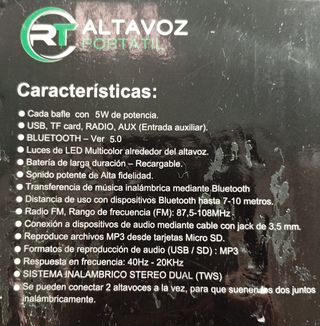 RT ALTAVOZ
PORTATIL
Características:
Cada bafle con 5W de potencia.
USB, TF card, RADIO, AUX (Entrada auxiliar).
BLUETOOTH – Ver 5.0
Luces de LED Multicolor alrededor del altavoz.
Batería de larga duración – Recargable.
Sonido potente de Alta fidelidad.
Transferencia de música inalámbrica mediante Bluetooth
Distancia de uso con dispositivos Bluetooth hasta 7-10 metros.
Radio FM, Rango de frecuencia (FM): 87,5-108MHz
Conexión a dispositivos de audio mediante cable con jack de 3,5 mm.
Reproduce archivos MP3 desde tarjetas Micro SD.
Formatos de reproducción de audio (USB / SD) : MP3
Respuesta en frecuencia: 40Hz - 20KHz
SISTEMA INALAMBRICO STEREO DUAL (TWS)
Se pueden conectar 2 altavoces a la vez, para que suenen los dos juntos
inalámbricamente.